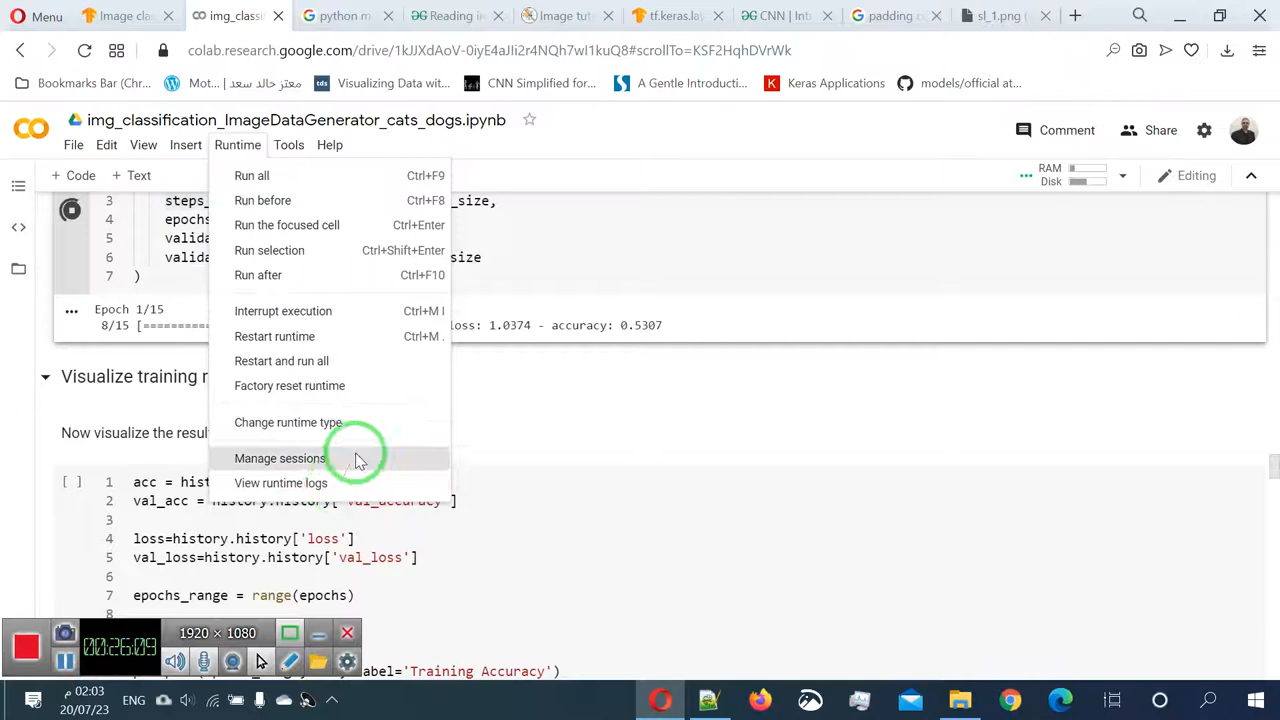 Menu
Image class
img_classifi
python m
Reading i
Image tut
tf.keras.lay
CNN | Int
padding c
sl_1.png (
colab.research.google.com/drive/1kJJXdAoV-0iyE4aJIi2r4NQh7wI1kuQ8#scrollTo=KSF2HqhDVrWk
Bookmarks Bar (Chr...
معتز خالد سعد | Mot...
tds
Visualizing Data wit...
CNN Simplified for...
A Gentle Introducti...
K
Keras Applications
models/official at...
img_classification_ImageDataGenerator_cats_dogs.ipynb
Comment
Share
File
Edit
View
Insert
Runtime
Tools
Help
+ Code
+ Text
RAM
Disk
Editing
Run all Ctrl+F9
Run before Ctrl+F8
Run the focused cell Ctrl+Enter
Run selection Ctrl+Shift+Enter
Run after Ctrl+F10
Interrupt execution Ctrl+M I
Restart runtime Ctrl+M .
Restart and run all
Factory reset runtime
Change runtime type
Manage sessions
View runtime logs
3 steps_ _size,
4 epochs
5 valida
6 valida size
7 )
Epoch 1/15
8/15 [=========== loss: 1.0374 - accuracy: 0.5307
Visualize training r
Now visualize the resul
[ ] 1 acc = hist
2 val_acc = history.history['val_accuracy']
3
4 loss=history.history['loss']
5 val_loss=history.history['val_loss']
6
7 epochs_range = range(epochs)
8
label='Training Accuracy')
00:26:09
1920 × 1080
02:03 م
20/07/23
ENG